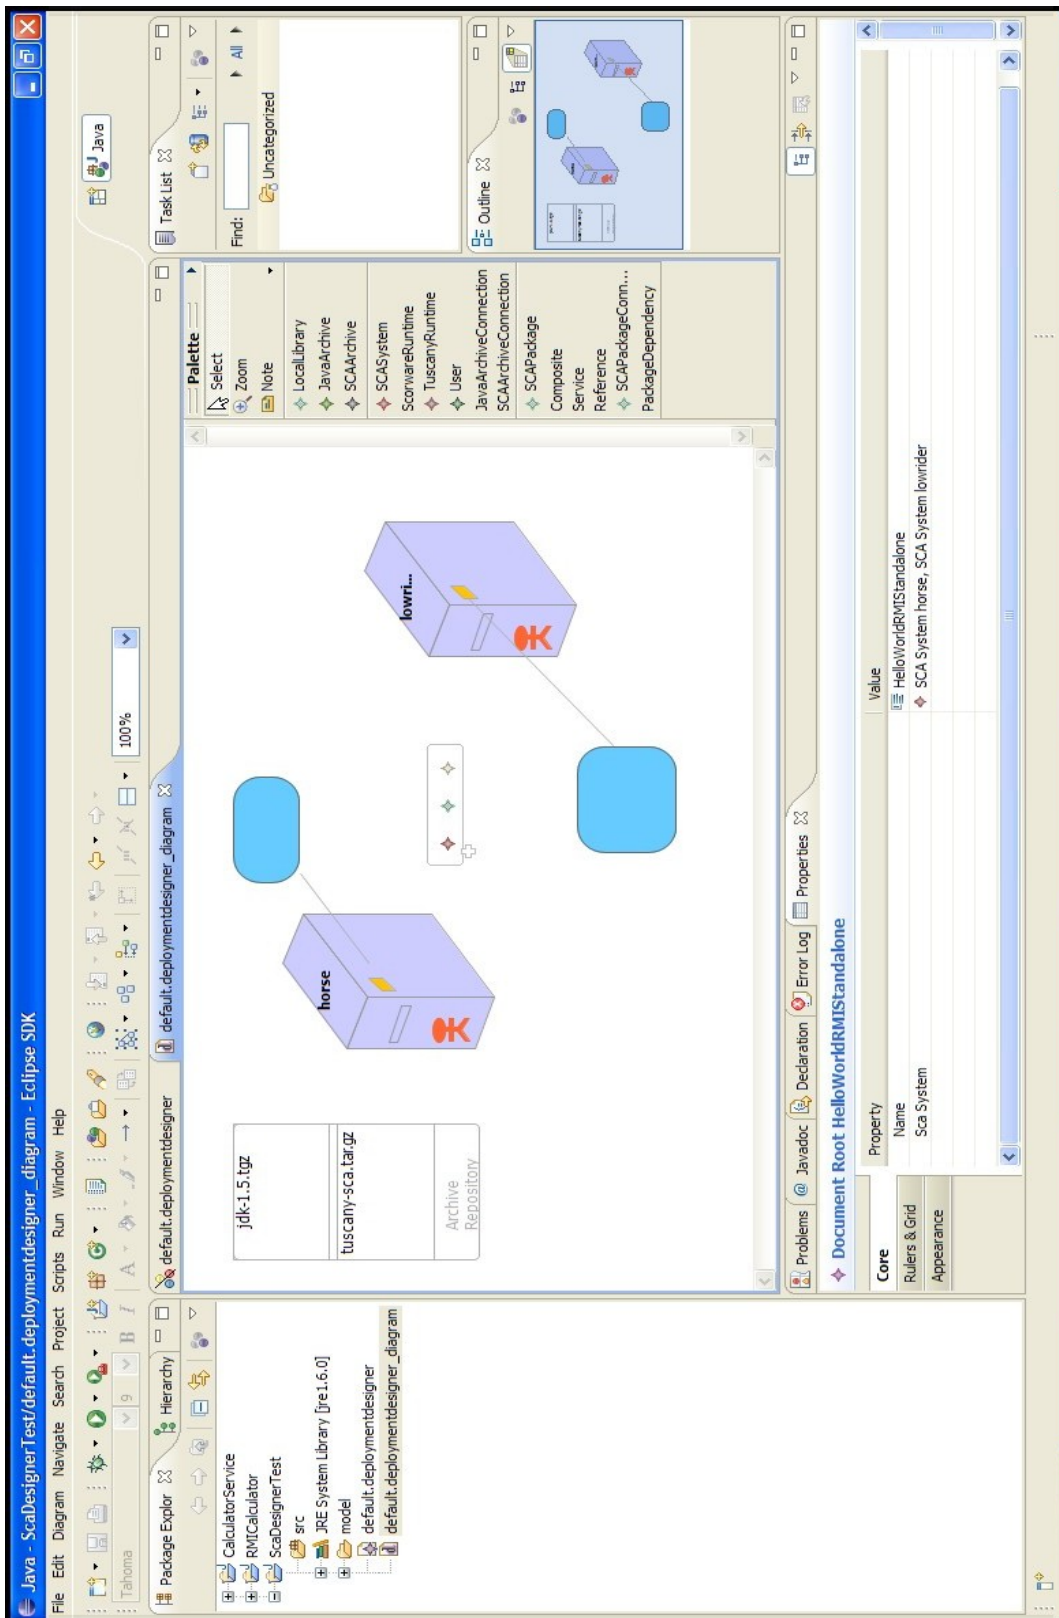 Java - ScaDesignerTest/default.deploymentdesigner_diagram - Eclipse SDK
File Edit Diagram Navigate Search Project Scripts Run Window Help
Java
Tahoma
9
B I A
100%
Package Explor
Hierarchy
CalculatorService
RMICalculator
ScaDesignerTest
src
JRE System Library [jre1.6.0]
model
default.deploymentdesigner
default.deploymentdesigner_diagram
default.deploymentdesigner
default.deploymentdesigner_diagram
jdk-1.5.tgz
tuscany-sca.tar.gz
Archive
Repository
horse
lowri...
Palette
Select
Zoom
Note
LocalLibrary
JavaArchive
SCAArchive
SCASystem
ScorwareRuntime
TuscanyRuntime
User
JavaArchiveConnection
SCAArchiveConnection
SCAPackage
Composite
Service
Reference
SCAPackageConn...
PackageDependency
Task List
Find:
All
Uncategorized
Outline
Problems
@ Javadoc
Declaration
Error Log
Properties
Document Root HelloWorldRMIStandalone
Core
Rulers & Grid
Appearance
Property Value
Name HelloWorldRMIStandalone
Sca System SCA System horse, SCA System lowrider